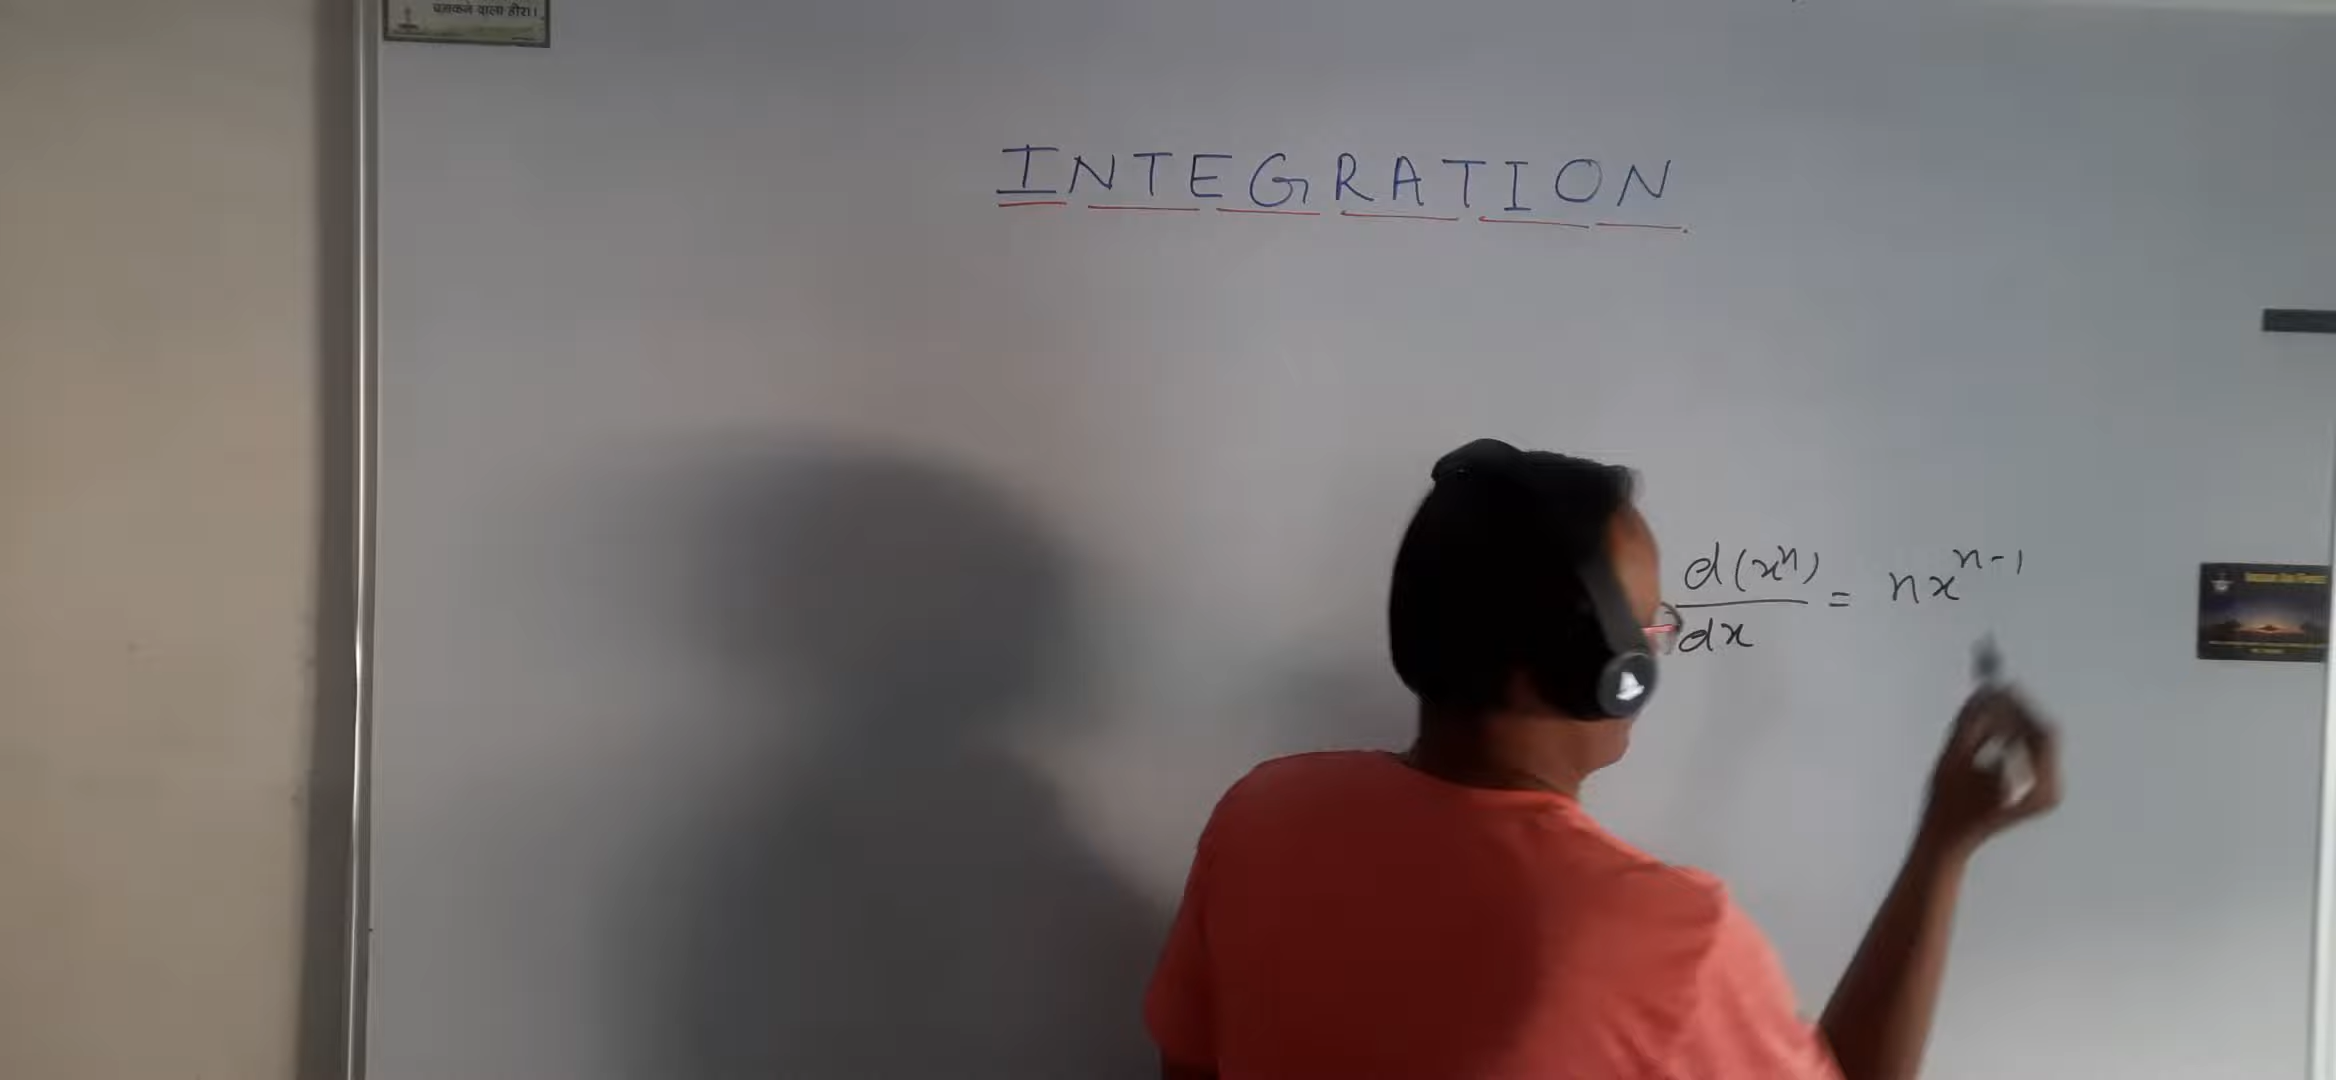 चमकने वाला हीरा।
INTEGRATION
d(xⁿ)/dx = nxⁿ⁻¹